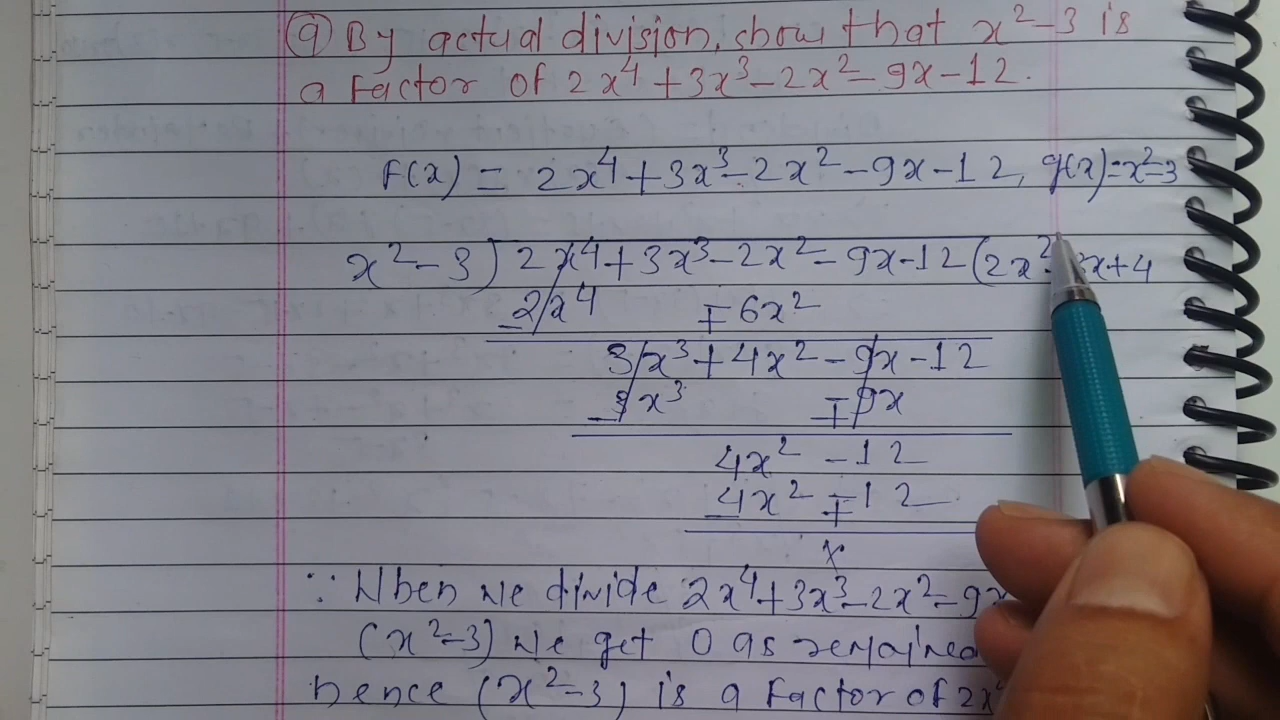 9 By actual division, show that x²-3 is
a factor of 2x⁴+3x³-2x²-9x-12.
F(x) = 2x⁴+3x³-2x²-9x-12, g(x)=x²-3
x²-3)2x⁴+3x³-2x²-9x-12(2x² x+4
-2x⁴ ∓6x²
3x³+4x²-9x-12
-3x³ ∓9x
4x²-12
-4x²∓12
x
∵ When we divide 2x⁴+3x³-2x²-9x
(x²-3) we get 0 as
hence (x²-3) is a factor of 2x